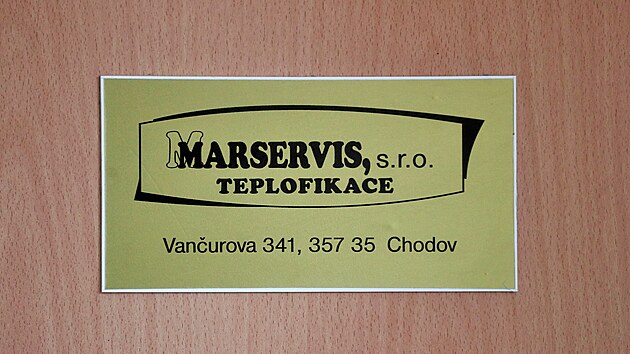 MARSERVIS, s.r.o.
TEPLOFIKACE
Vančurova 341, 357 35 Chodov